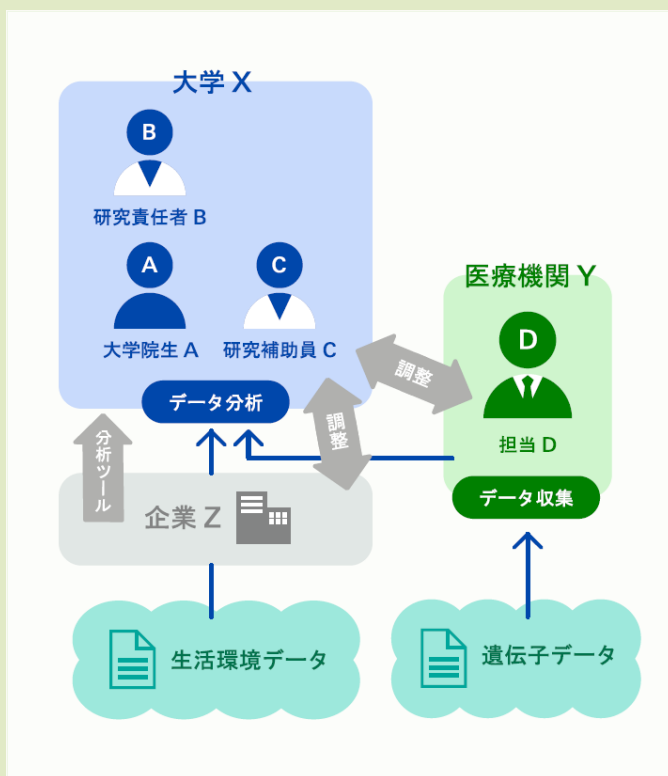 大学 X
B
研究責任者 B
A
大学院生 A
C
研究補助員 C
データ分析
医療機関 Y
D
担当 D
データ収集
調整
調整
分析ツール
企業 Z
生活環境データ
遺伝子データ